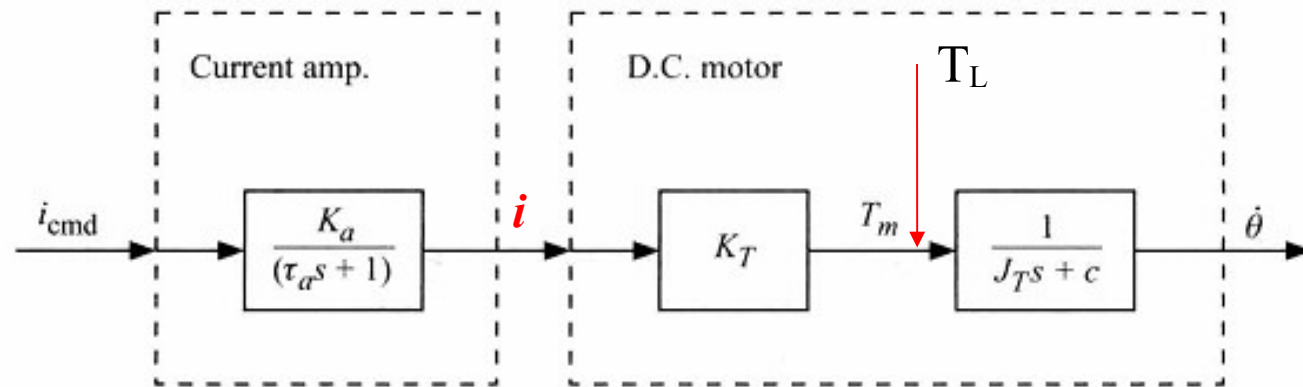 Current amp.
D.C. motor
T_L
i_cmd
K_a
(τ_a s + 1)
i
K_T
T_m
1
J_T s + c
θ̇